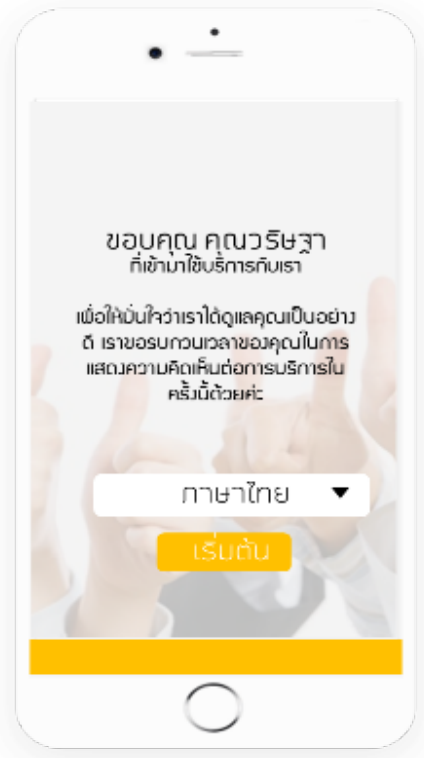 ขอบคุณ คุณวริษฐา
ที่เข้ามาใช้บริการกับเรา
เพื่อให้มั่นใจว่าเราได้ดูแลคุณเป็นอย่าง
ดี เราขอรบกวนเวลาของคุณในการ
แสดงความคิดเห็นต่อการบริการใน
ครั้งนี้ด้วยค่ะ
ภาษาไทย
เริ่มต้น